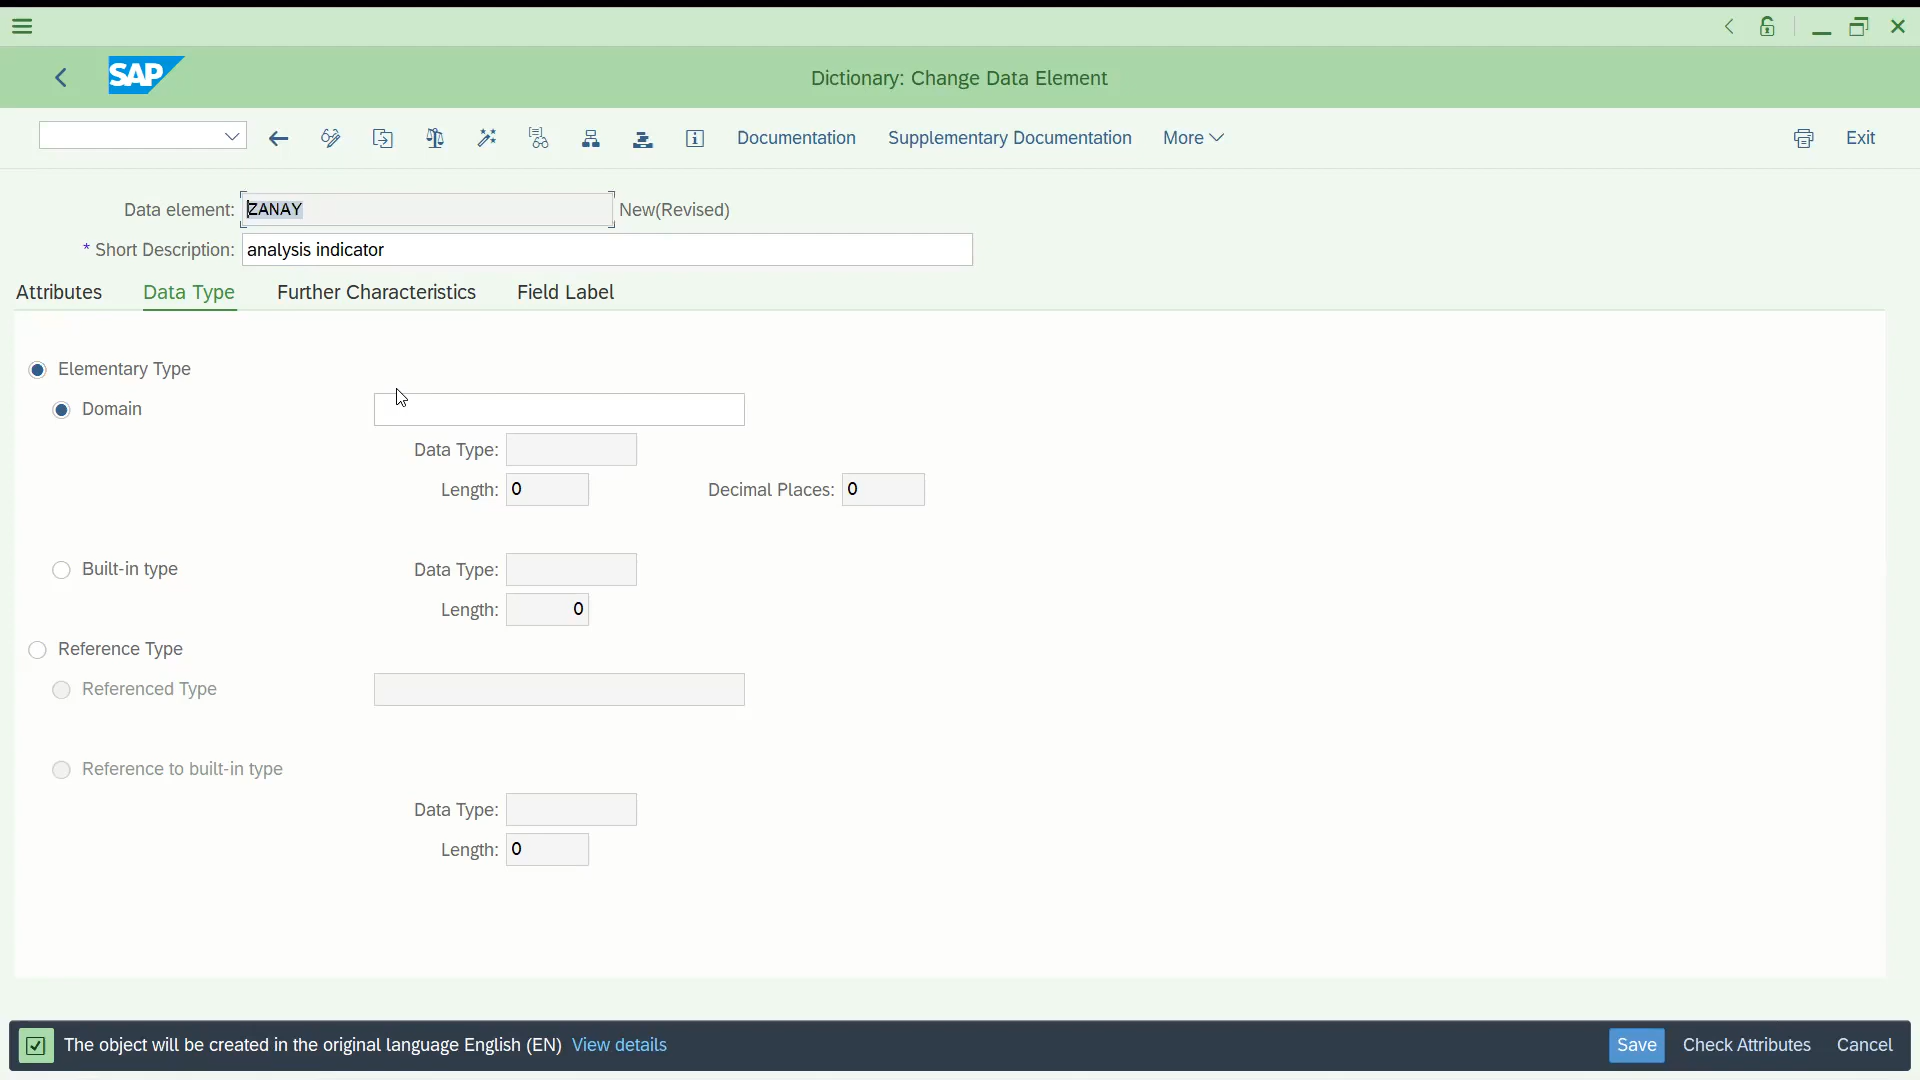 SAP
Dictionary: Change Data Element
Documentation Supplementary Documentation More Exit
Data element: ZANAY New(Revised)
* Short Description: analysis indicator
Attributes Data Type Further Characteristics Field Label
Elementary Type
Domain
Data Type:
Length: 0 Decimal Places: 0
Built-in type Data Type:
Length: 0
Reference Type
Referenced Type
Reference to built-in type
Data Type:
Length: 0
The object will be created in the original language English (EN) View details Save Check Attributes Cancel